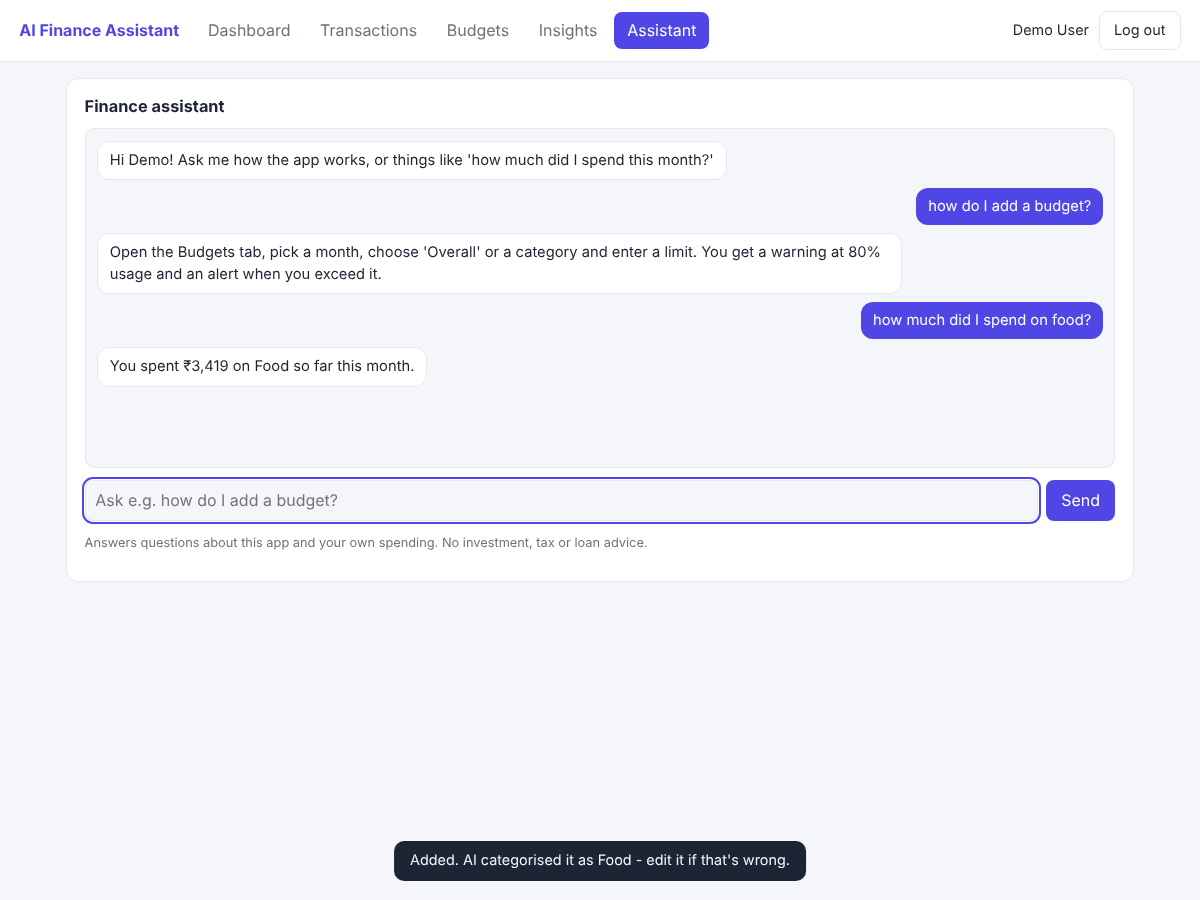 AI Finance Assistant Dashboard Transactions Budgets Insights Assistant Demo User Log out
Finance assistant
Hi Demo! Ask me how the app works, or things like 'how much did I spend this month?'
how do I add a budget?
Open the Budgets tab, pick a month, choose 'Overall' or a category and enter a limit. You get a warning at 80%
usage and an alert when you exceed it.
how much did I spend on food?
You spent ₹3,419 on Food so far this month.
Ask e.g. how do I add a budget? Send
Answers questions about this app and your own spending. No investment, tax or loan advice.
Added. AI categorised it as Food - edit it if that's wrong.